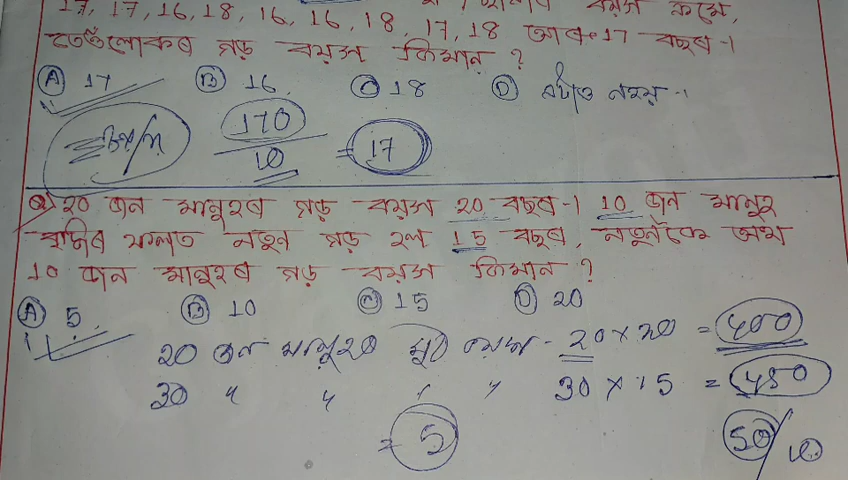 17, 17, 16, 18, 16, 16, 18, 17, 18 আৰু 17 বছৰ।
তেওঁলোকৰ গড় বয়স কিমান ?
Ⓐ 17 Ⓑ 16 Ⓒ 18 Ⓓ এটাও নহয়।
170
10
= 17
Q) 20 জন মানুহৰ গড় বয়স 20 বছৰ। 10 জন মানুহ
বঢ়াৰ ফলত নতুন গড় হল 15 বছৰ, নতুনকৈ অহা
10 জন মানুহৰ গড় বয়স কিমান ?
Ⓐ 5 Ⓑ 10 Ⓒ 15 Ⓓ 20
20 জন মানুহৰ মুঠ বয়স - 20 × 20 = 400
30 " " " " 30 × 15 = 450
= 5
50/10